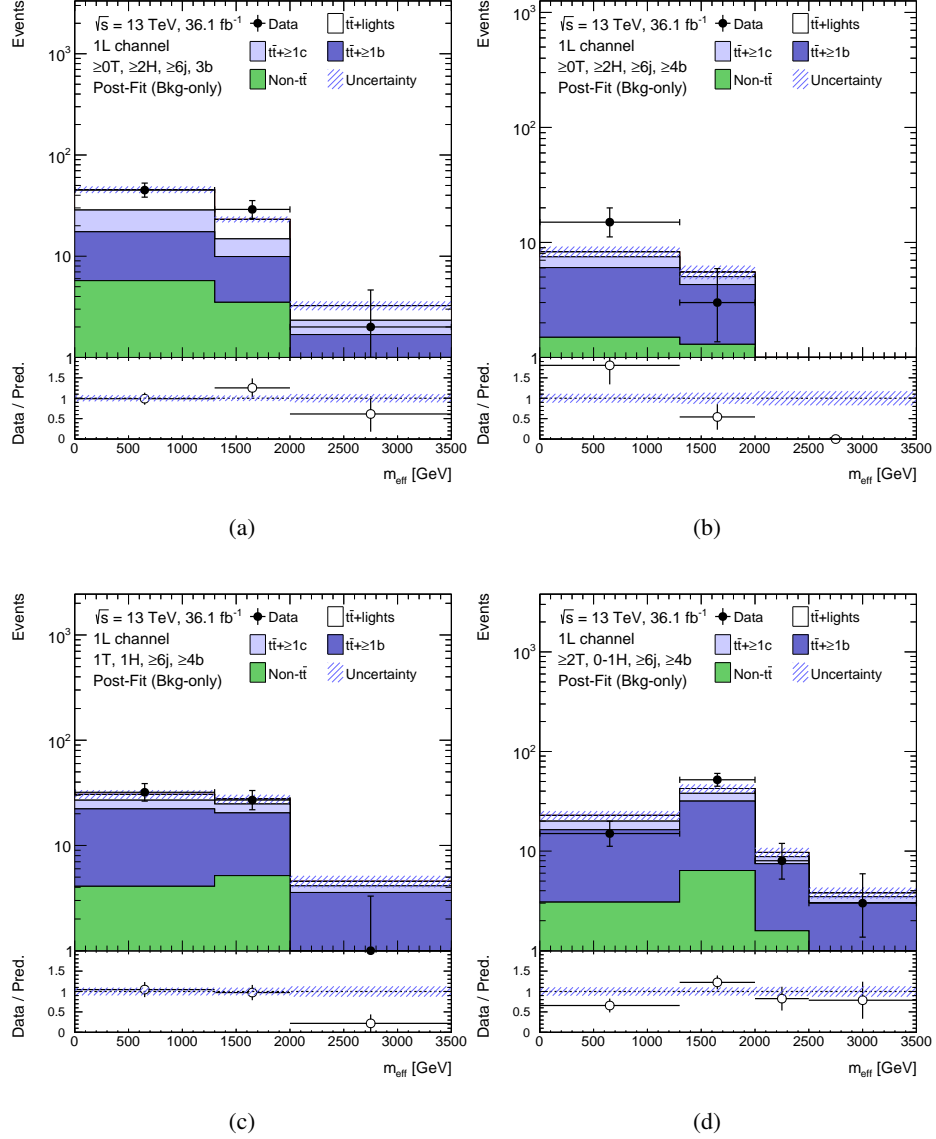 Events
√s = 13 TeV, 36.1 fb⁻¹
1L channel
≥0T, ≥2H, ≥6j, 3b
Post-Fit (Bkg-only)
Data
tt̄+lights
tt̄+≥1c
tt̄+≥1b
Non-tt̄
Uncertainty
10³
10²
10
1
Data / Pred.
1.5
1
0.5
0
0 500 1000 1500 2000 2500 3000 3500
m_eff [GeV]
(a)
Events
√s = 13 TeV, 36.1 fb⁻¹
1L channel
≥0T, ≥2H, ≥6j, ≥4b
Post-Fit (Bkg-only)
Data
tt̄+lights
tt̄+≥1c
tt̄+≥1b
Non-tt̄
Uncertainty
10³
10²
10
1
Data / Pred.
1.5
1
0.5
0
0 500 1000 1500 2000 2500 3000 3500
m_eff [GeV]
(b)
Events
√s = 13 TeV, 36.1 fb⁻¹
1L channel
1T, 1H, ≥6j, ≥4b
Post-Fit (Bkg-only)
Data
tt̄+lights
tt̄+≥1c
tt̄+≥1b
Non-tt̄
Uncertainty
10³
10²
10
1
Data / Pred.
1.5
1
0.5
0
0 500 1000 1500 2000 2500 3000 3500
m_eff [GeV]
(c)
Events
√s = 13 TeV, 36.1 fb⁻¹
1L channel
≥2T, 0-1H, ≥6j, ≥4b
Post-Fit (Bkg-only)
Data
tt̄+lights
tt̄+≥1c
tt̄+≥1b
Non-tt̄
Uncertainty
10³
10²
10
1
Data / Pred.
1.5
1
0.5
0
0 500 1000 1500 2000 2500 3000 3500
m_eff [GeV]
(d)